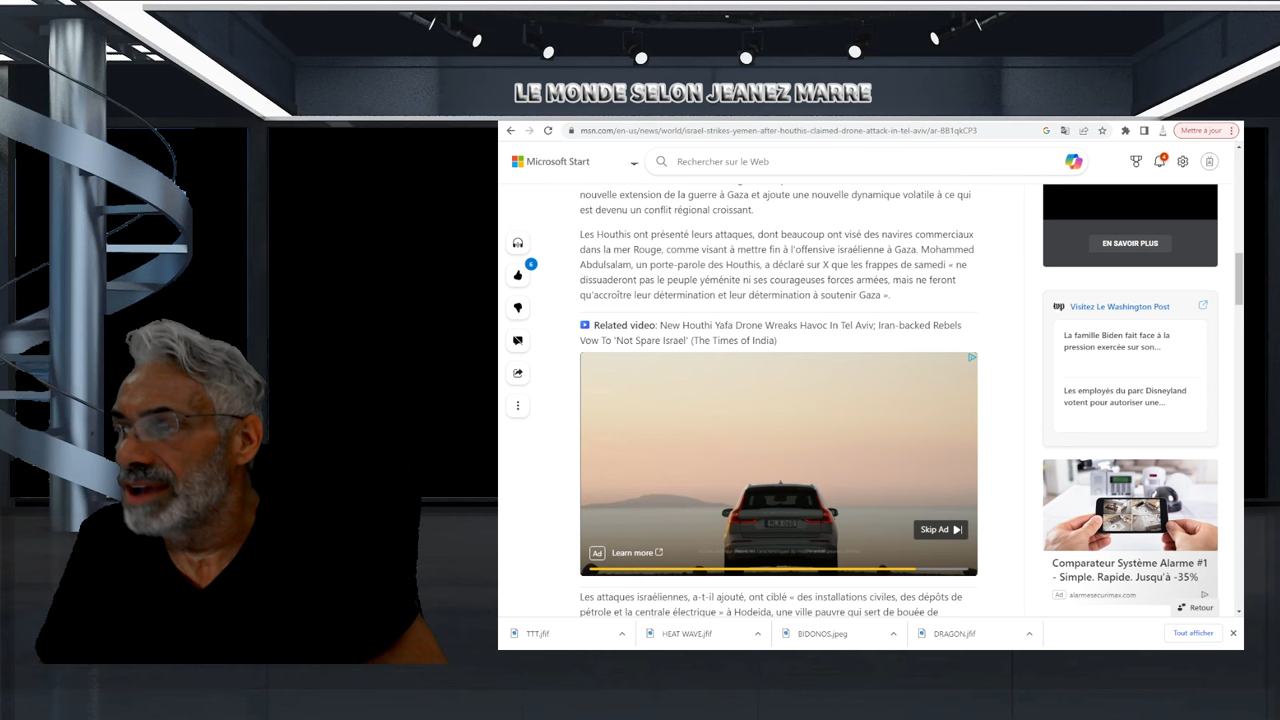 LE MONDE SELON JEANEZ MARRE
msn.com/en-us/news/world/israel-strikes-yemen-after-houthis-claimed-drone-attack-in-tel-aviv/ar-BB1qkCP3
Mettre à jour
Microsoft Start
Rechercher sur le Web
4
est devenu un conflit régional croissant.
nouvelle extension de la guerre à Gaza et ajoute une nouvelle dynamique volatile à ce qui
Les Houthis ont présenté leurs attaques, dont beaucoup ont visé des navires commerciaux
dans la mer Rouge, comme visant à mettre fin à l'offensive israélienne à Gaza. Mohammed
Abdulsalam, un porte-parole des Houthis, a déclaré sur X que les frappes de samedi « ne
dissuaderont pas le peuple yéménite ni ses courageuses forces armées, mais ne feront
qu'accroître leur détermination et leur détermination à soutenir Gaza ».
6
Related video: New Houthi Yafa Drone Wreaks Havoc In Tel Aviv; Iran-backed Rebels
Vow To 'Not Spare Israel' (The Times of India)
Skip Ad
Ad Learn more
Les attaques israéliennes, a-t-il ajouté, ont ciblé « des installations civiles, des dépôts de
pétrole et la centrale électrique » à Hodeida, une ville pauvre qui sert de bouée de
EN SAVOIR PLUS
wp Visitez Le Washington Post
La famille Biden fait face à la
pression exercée sur son...
Les employés du parc Disneyland
votent pour autoriser une...
Comparateur Système Alarme #1
- Simple. Rapide. Jusqu'à -35%
Ad alarmesecurimax.com
Retour
TTT.jfif
HEAT WAVE.jfif
BIDONOS.jpeg
DRAGON.jfif
Tout afficher